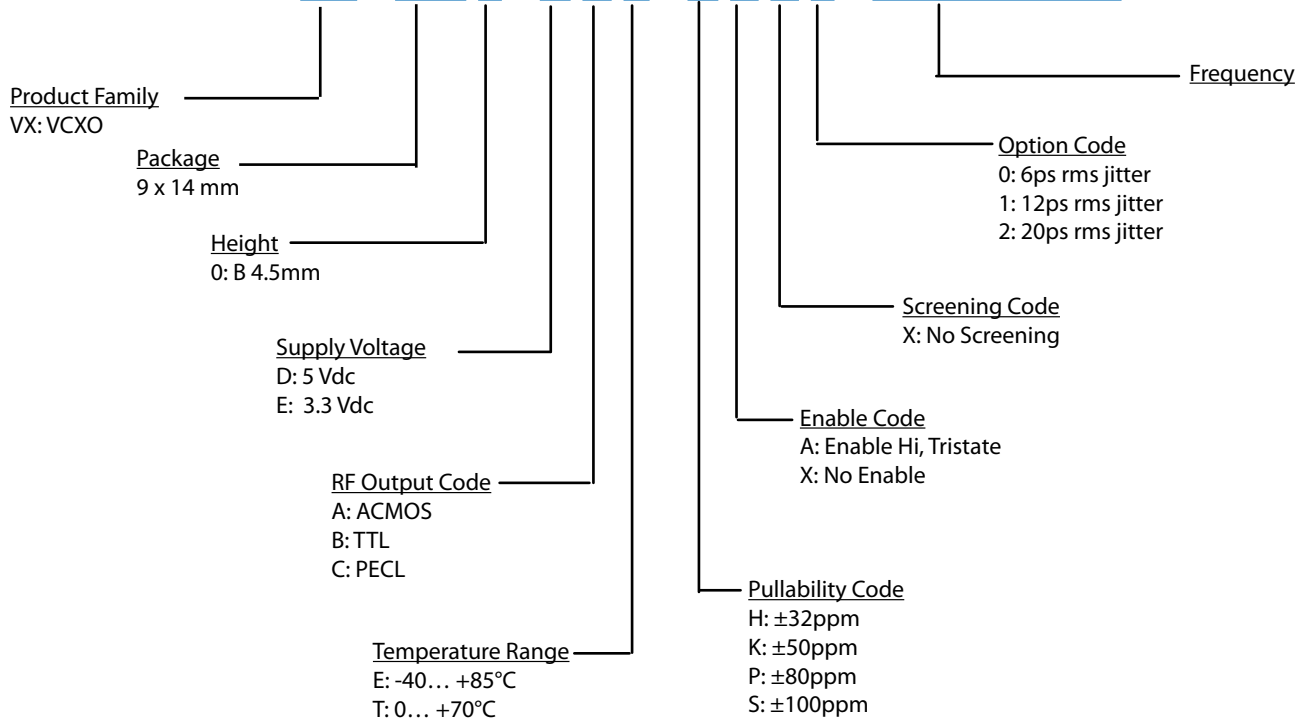 Product Family
VX: VCXO
Package
9 x 14 mm
Height
0: B 4.5mm
Supply Voltage
D: 5 Vdc
E: 3.3 Vdc
RF Output Code
A: ACMOS
B: TTL
C: PECL
Temperature Range
E: -40… +85°C
T: 0… +70°C
Frequency
Option Code
0: 6ps rms jitter
1: 12ps rms jitter
2: 20ps rms jitter
Screening Code
X: No Screening
Enable Code
A: Enable Hi, Tristate
X: No Enable
Pullability Code
H: ±32ppm
K: ±50ppm
P: ±80ppm
S: ±100ppm